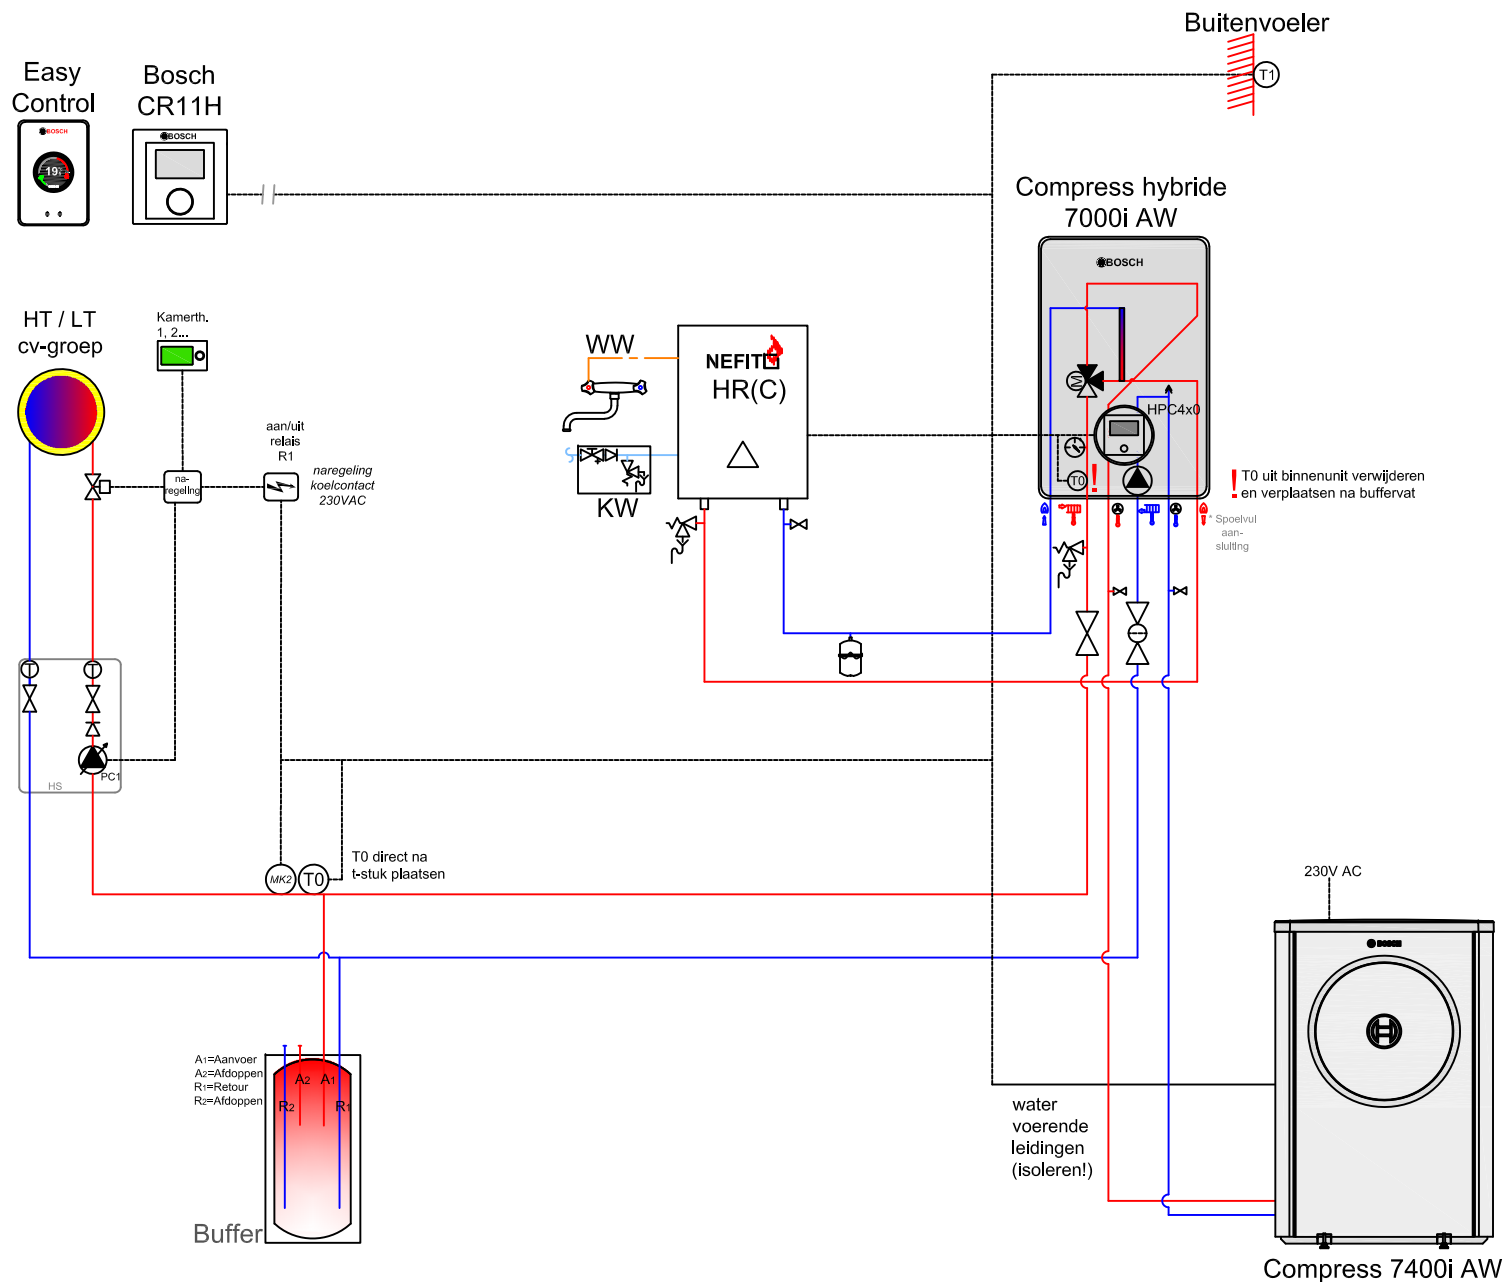 Buitenvoeler
T1
Easy
Control
BOSCH
19
Bosch
CR11H
BOSCH
Compress hybride
7000i AW
BOSCH
M
HPC4x0
T0
!
! T0 uit binnenunit verwijderen
en verplaatsen na buffervat
* Spoelvul
aan-
sluiting
HT / LT
cv-groep
Kamerth.
1, 2...
na-
regeling
aan/uit
relais
R1
naregeling
koelcontact
230VAC
WW
KW
NEFIT
HR(C)
T
T
PC1
HS
MK2
T0
T0 direct na
t-stuk plaatsen
230V AC
BOSCH
A1=Aanvoer
A2=Afdoppen
R1=Retour
R2=Afdoppen
A2 A1
R2 R1
Buffer
water
voerende
leidingen
(isoleren!)
Compress 7400i AW